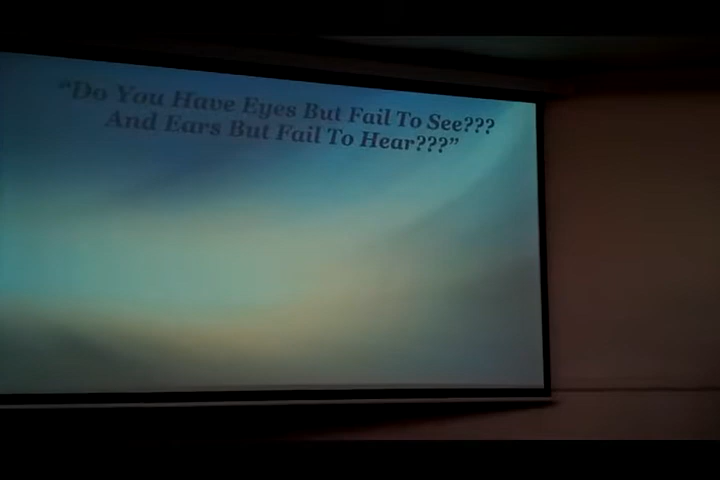 “Do You Have Eyes But Fail To See???
And Ears But Fail To Hear???”